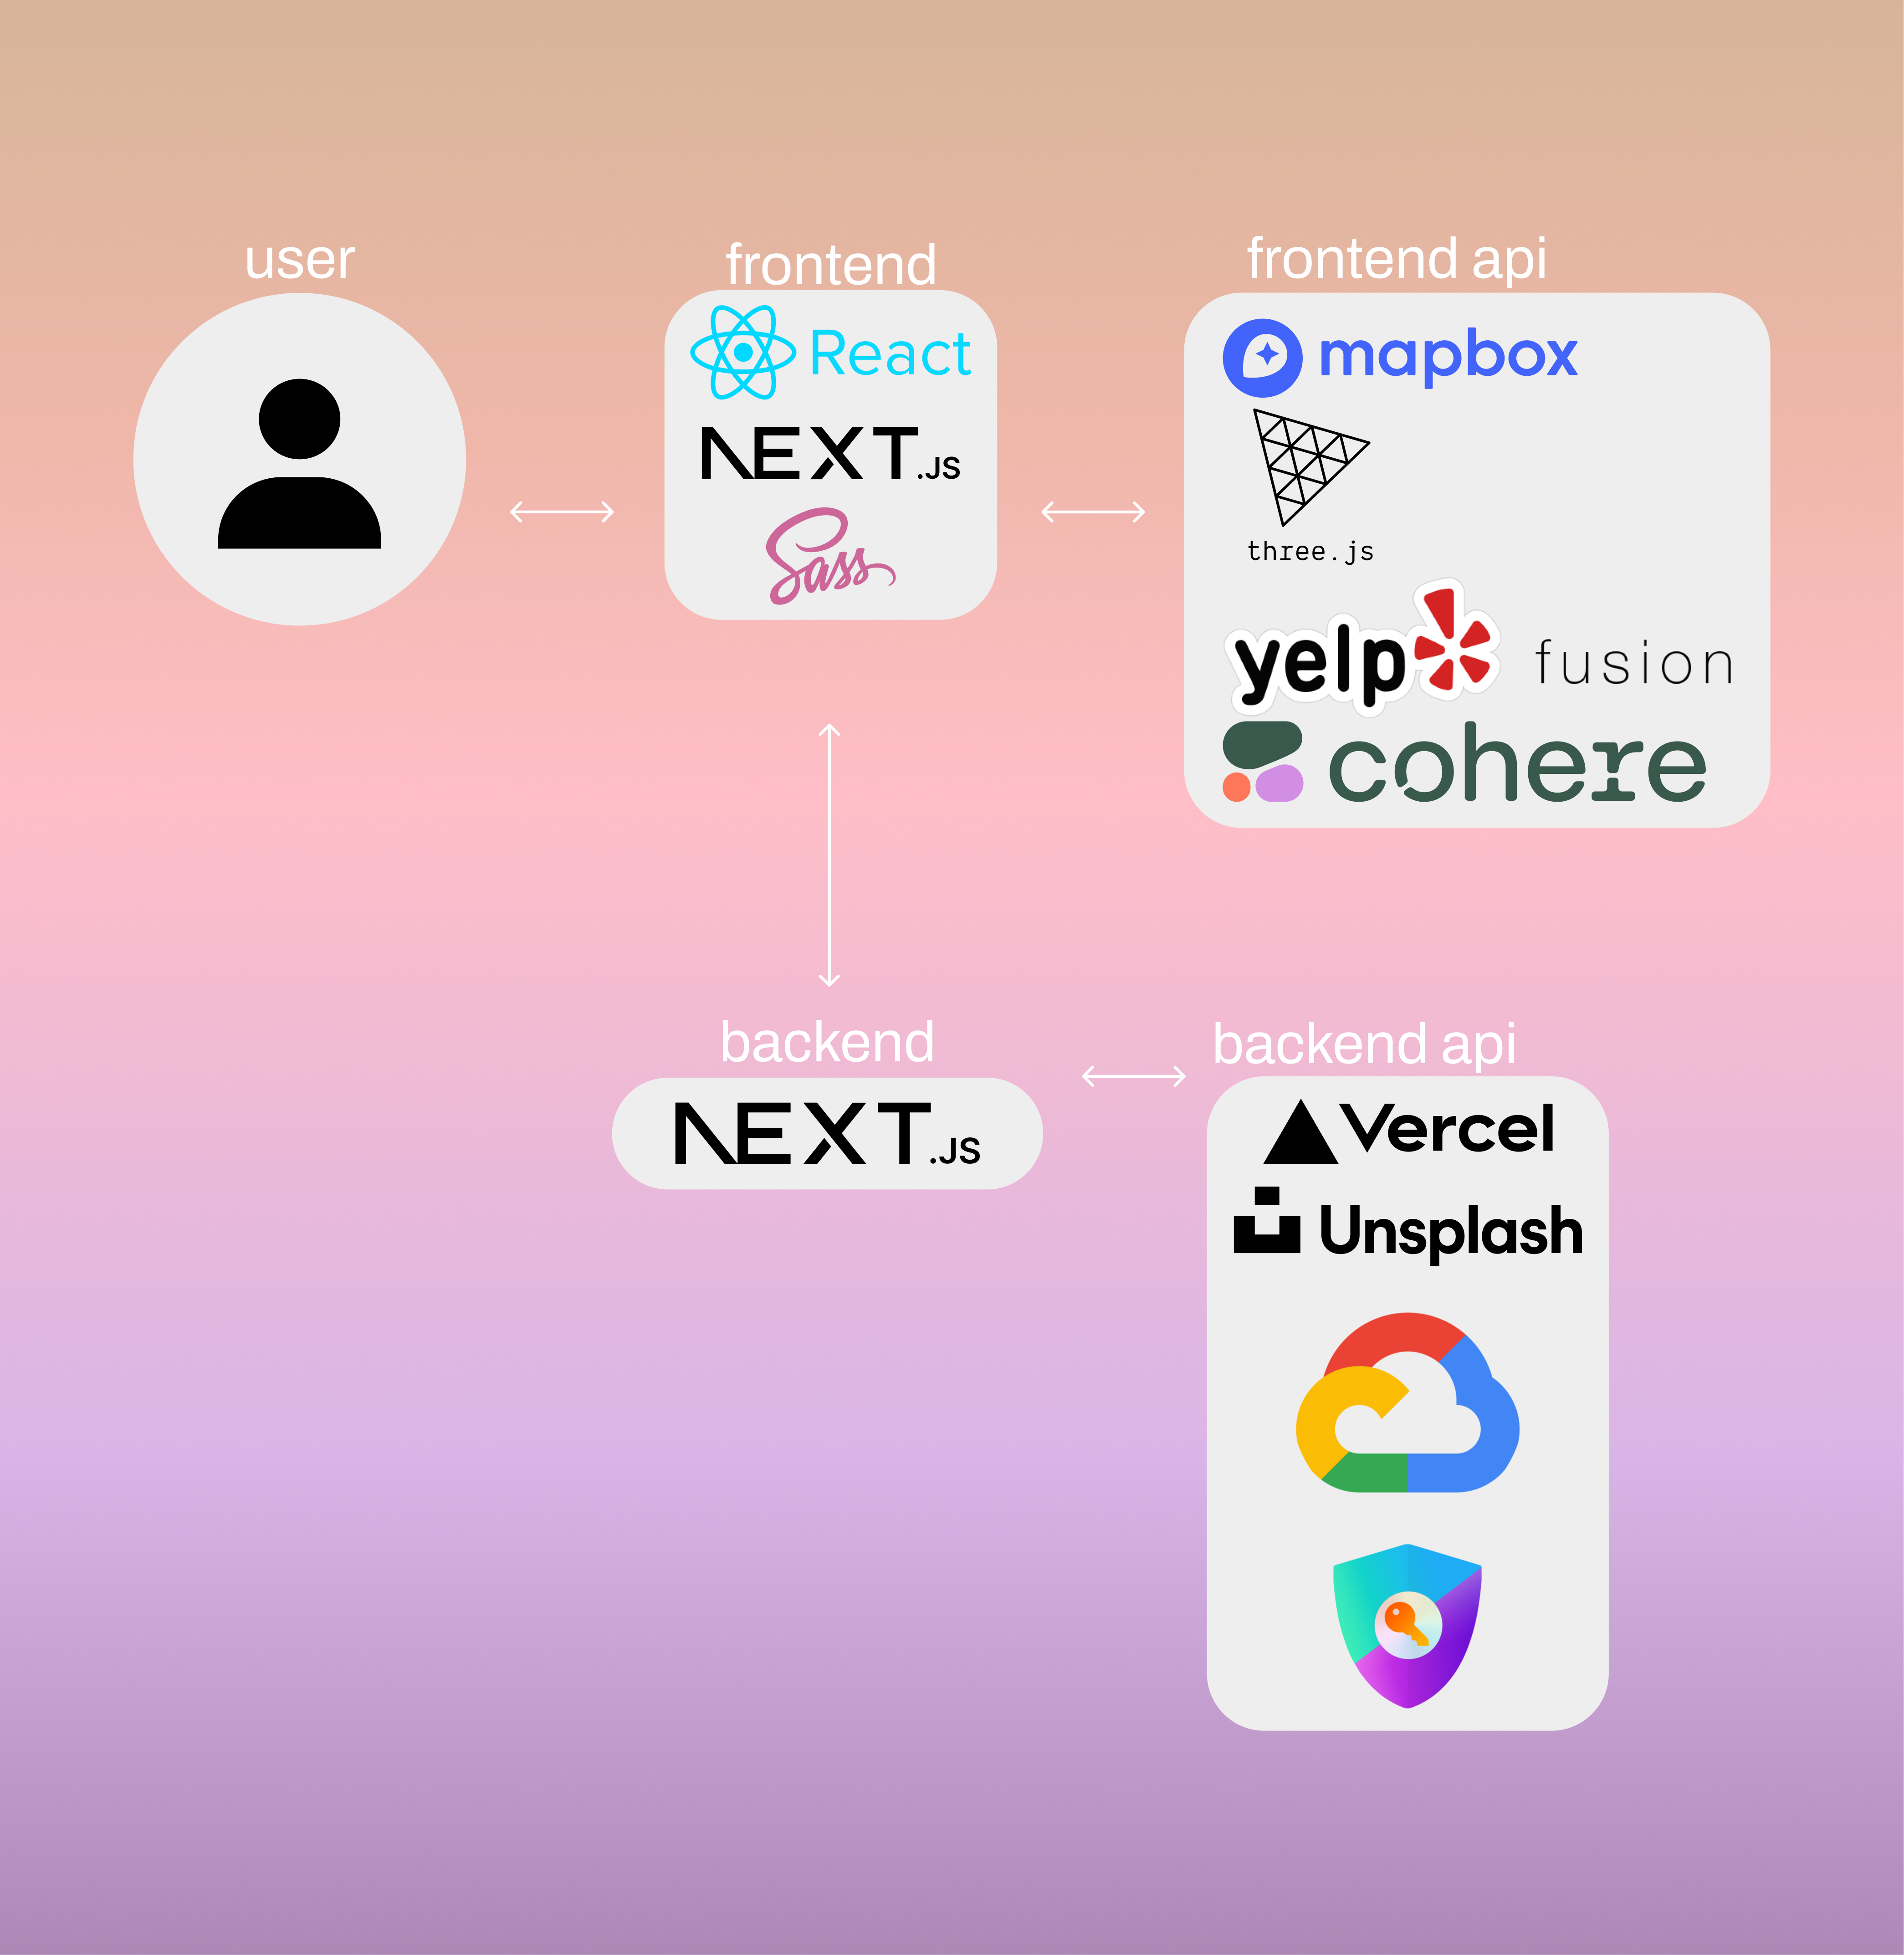 user
frontend
frontend api
React
NEXT.JS
Sass
mapbox
three.js
yelp fusion
cohere
backend
backend api
NEXT.JS
Vercel
Unsplash